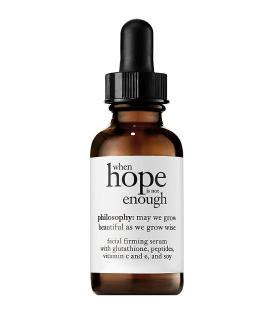 when
hope
is not
enough
philosophy: may we grow
beautiful as we grow wise
facial firming serum
with glutathione, peptides,
vitamin c and e, and soy